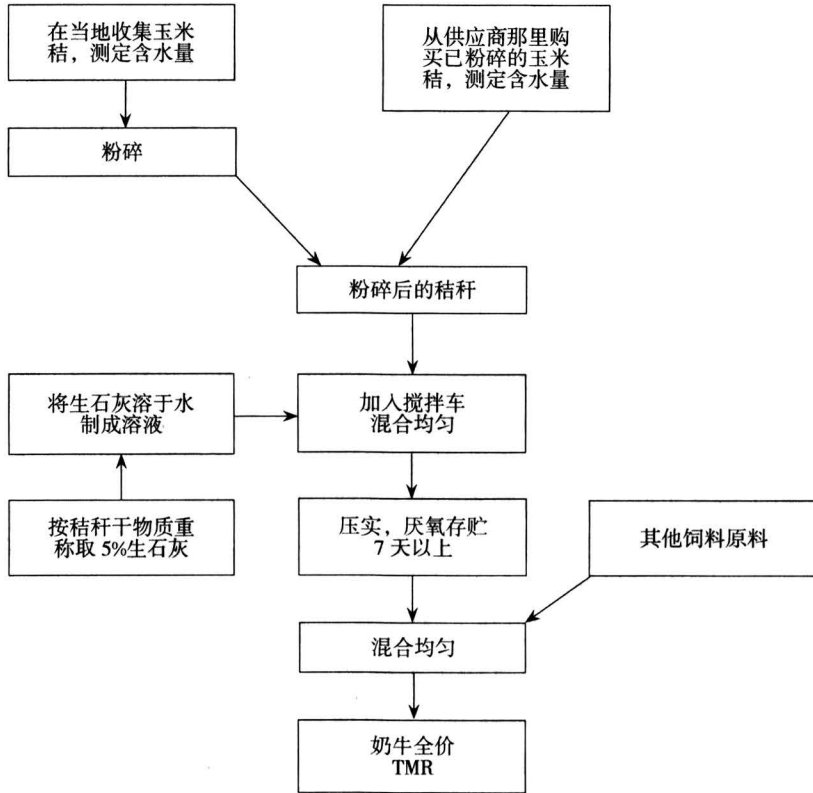 在当地收集玉米
秸，测定含水量
从供应商那里购
买已粉碎的玉米
秸，测定含水量
粉碎
粉碎后的秸秆
将生石灰溶于水
制成溶液
加入搅拌车
混合均匀
按秸秆干物质重
称取 5%生石灰
压实，厌氧存贮
7 天以上
其他饲料原料
混合均匀
奶牛全价
TMR